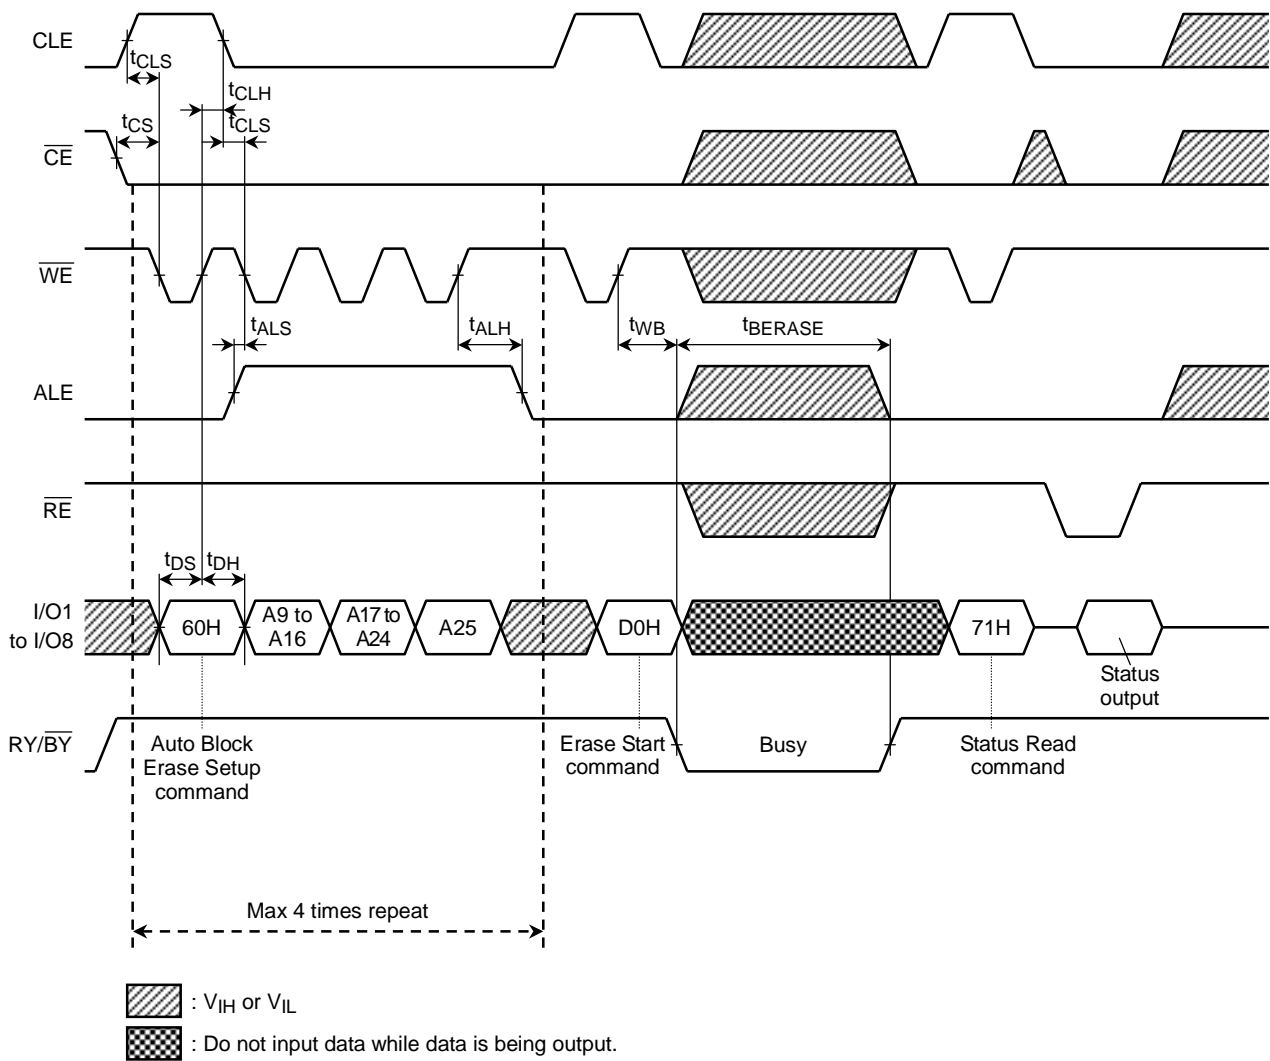 CLE
tCLS
tCLH
tCS
tCLS
CE
WE
tALS
tALH
tWB
tBERASE
ALE
RE
tDS
tDH
I/O1
to I/O8
60H
A9 to
A16
A17 to
A24
A25
D0H
71H
Status
output
RY/BY
Auto Block
Erase Setup
command
Erase Start
command
Busy
Status Read
command
Max 4 times repeat
: VIH or VIL
: Do not input data while data is being output.